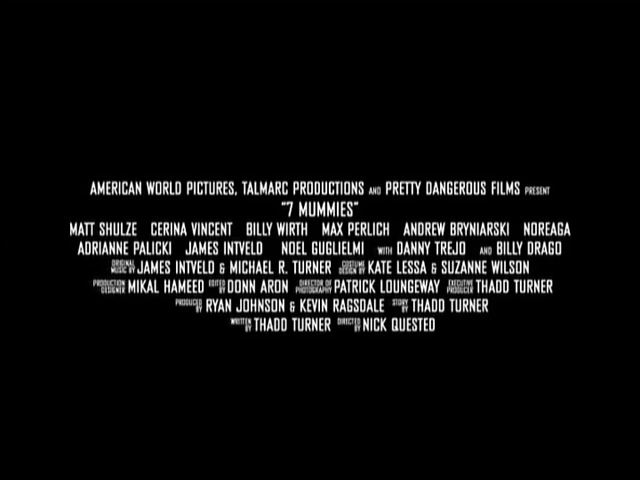 AMERICAN WORLD PICTURES, TALMARC PRODUCTIONS AND PRETTY DANGEROUS FILMS PRESENT
"7 MUMMIES"
MATT SHULZE CERINA VINCENT BILLY WIRTH MAX PERLICH ANDREW BRYNIARSKI NOREAGA
ADRIANNE PALICKI JAMES INTVELD NOEL GUGLIELMI WITH DANNY TREJO AND BILLY DRAGO
ORIGINAL MUSIC BY JAMES INTVELD & MICHAEL R. TURNER COSTUME DESIGN BY KATE LESSA & SUZANNE WILSON
PRODUCTION DESIGNER MIKAL HAMEED EDITED BY DONN ARON DIRECTOR OF PHOTOGRAPHY PATRICK LOUNGEWAY EXECUTIVE PRODUCER THADD TURNER
PRODUCED BY RYAN JOHNSON & KEVIN RAGSDALE STORY BY THADD TURNER
WRITTEN BY THADD TURNER DIRECTED BY NICK QUESTED